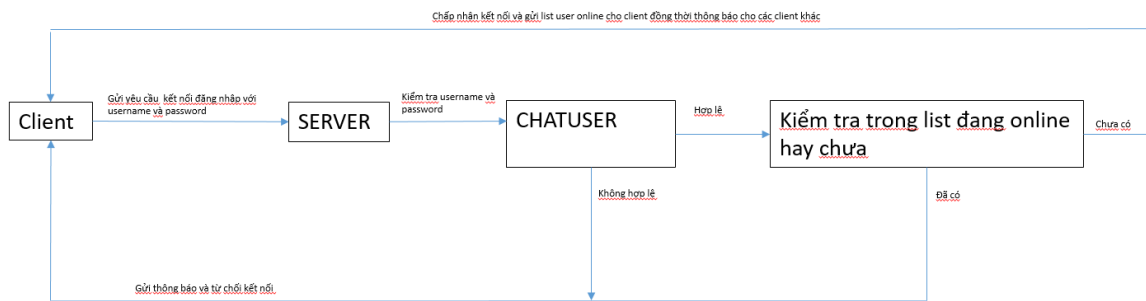 Chấp nhân kết nối và gửi list user online cho client đồng thời thông báo cho các client khác
Gửi yêu cầu kết nối đăng nhập với
username và password
Kiểm tra username và
password
Client
SERVER
CHATUSER
Hợp lệ
Kiểm tra trong list đang online
hay chưa
Chưa có
Không hợp lệ
Đã có
Gửi thông báo và từ chối kết nối